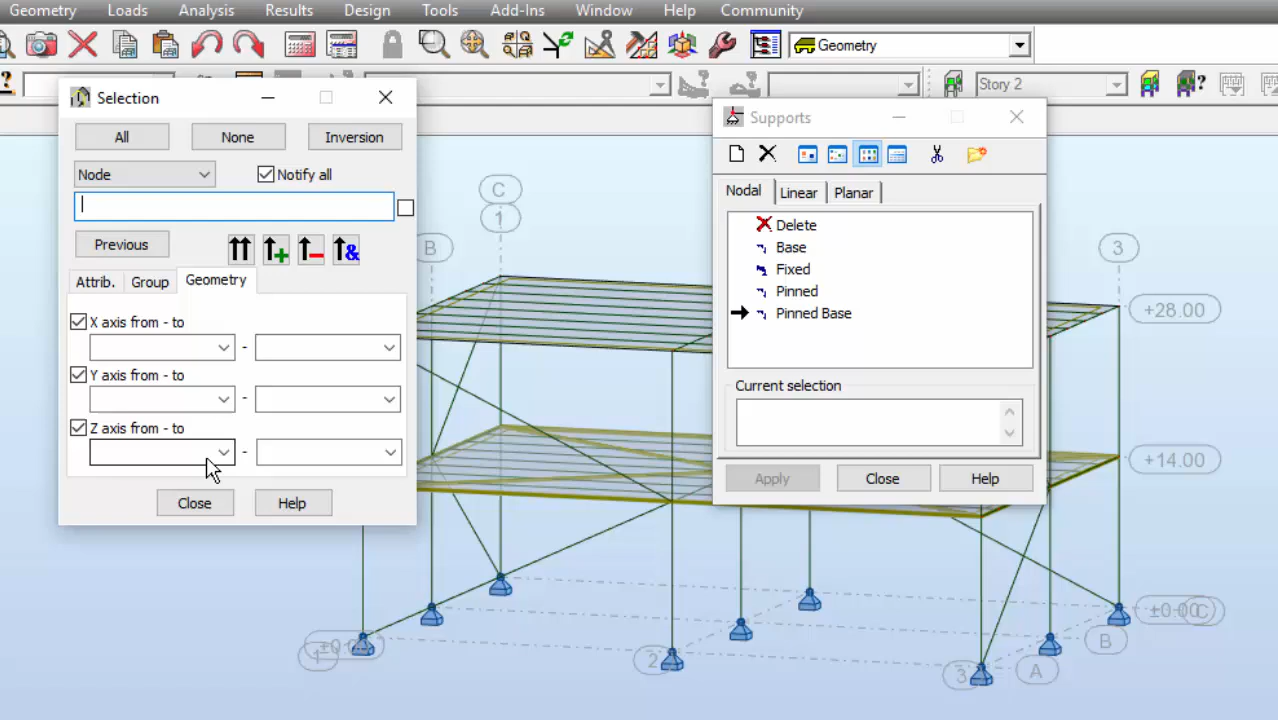 Geometry Loads Analysis Results Design Tools Add-Ins Window Help Community
Geometry
Story 2
Selection
All None Inversion
Node Notify all
Previous
Attrib. Group Geometry
X axis from - to
-
Y axis from - to
-
Z axis from - to
-
Close Help
Supports
Nodal Linear Planar
Delete
Base
Fixed
Pinned
Pinned Base
Current selection
Apply Close Help
C
1
B
3
+28.00
+14.00
±0.00 C
B
A
3
2
±0.00
1